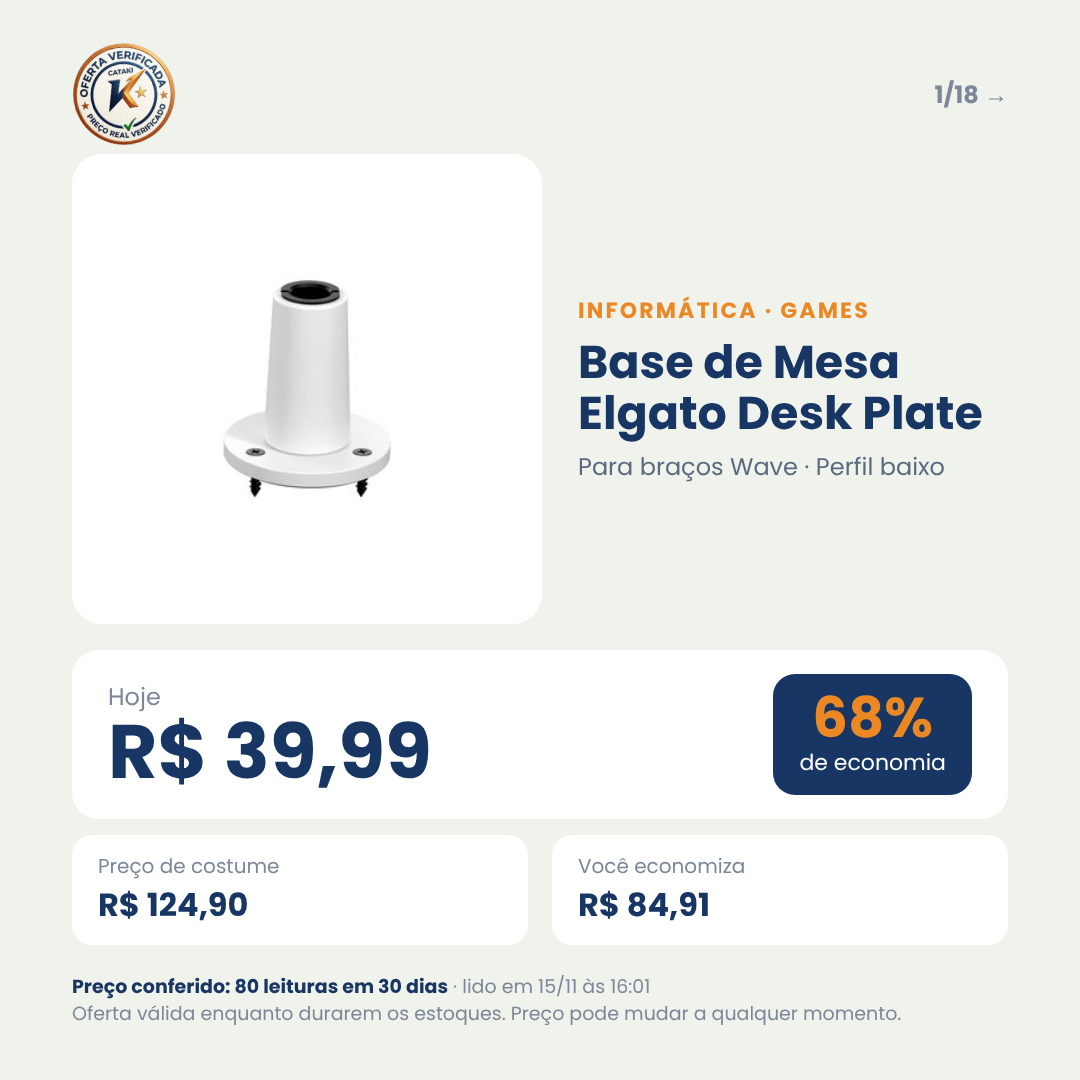 OFERTA VERIFICADA
CATAKI
K
PREÇO REAL VERIFICADO
1/18 →
INFORMÁTICA · GAMES
Base de Mesa
Elgato Desk Plate
Para braços Wave · Perfil baixo
Hoje
R$ 39,99
68%
de economia
Preço de costume
R$ 124,90
Você economiza
R$ 84,91
Preço conferido: 80 leituras em 30 dias · lido em 15/11 às 16:01
Oferta válida enquanto durarem os estoques. Preço pode mudar a qualquer momento.